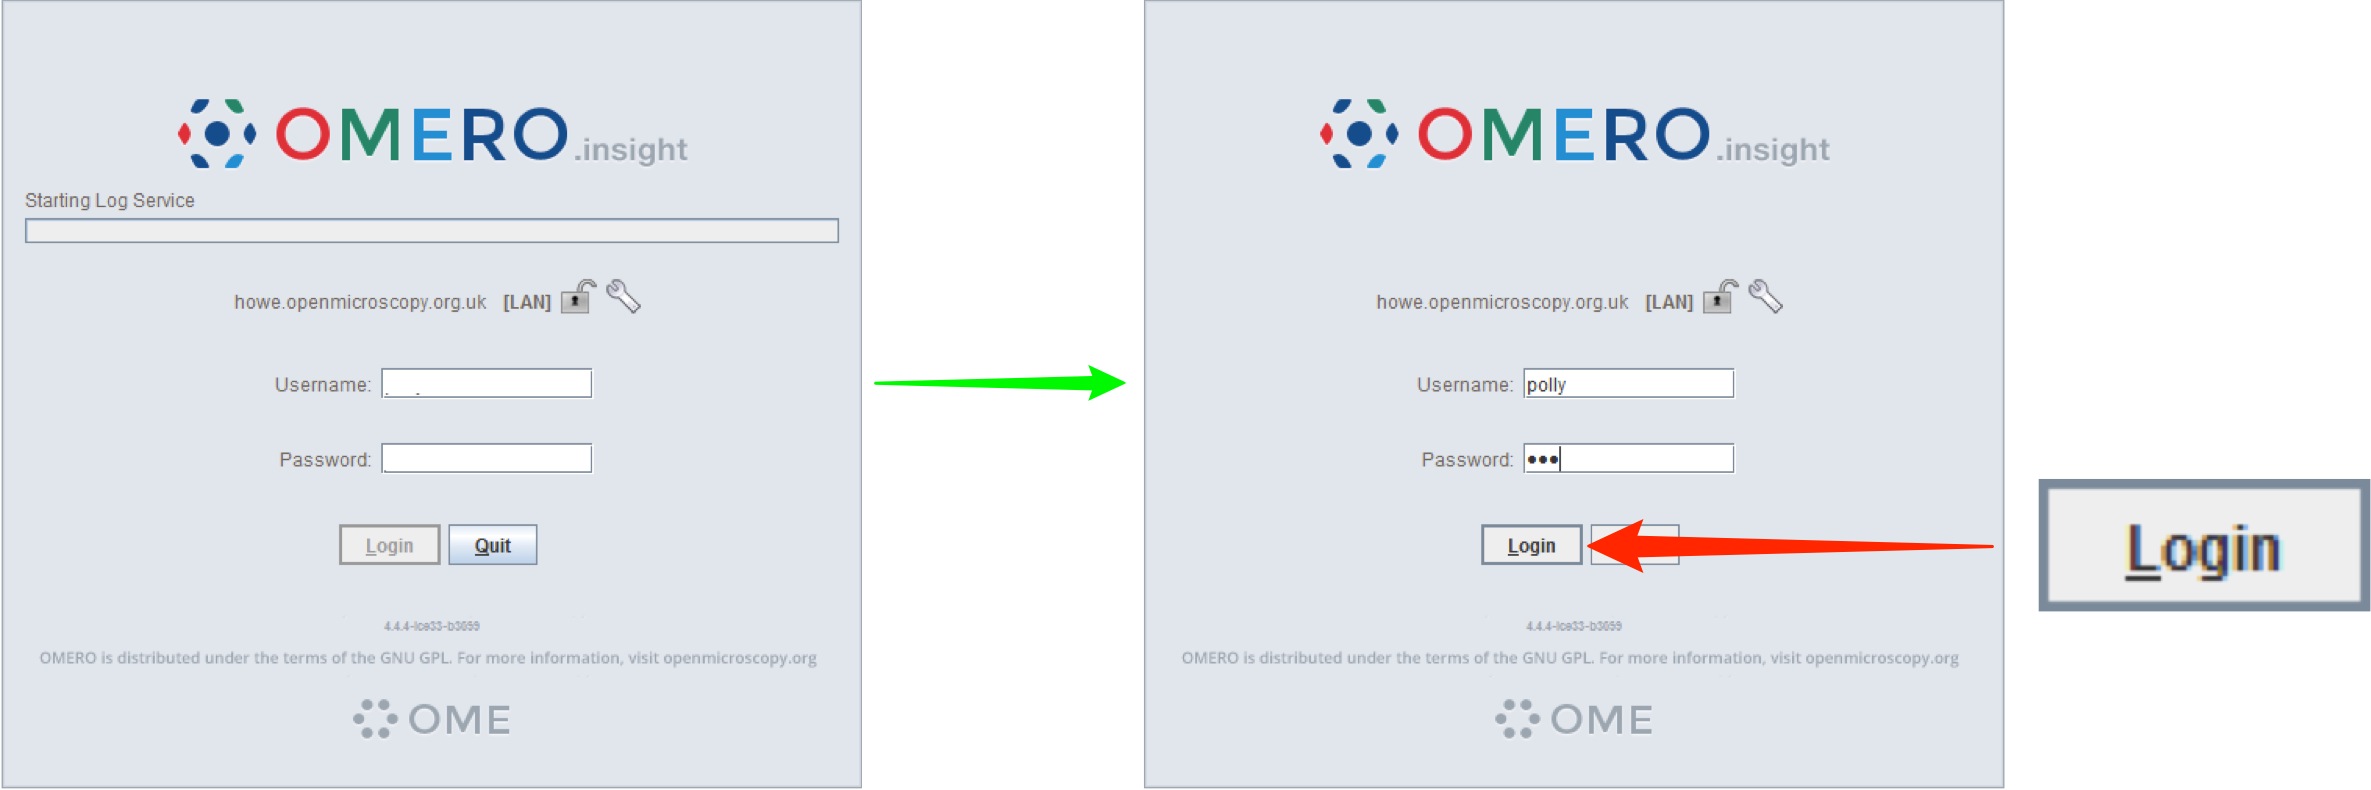 OMERO.insight
Starting Log Service
howe.openmicroscopy.org.uk [LAN]
Username:
Password:
Login Quit
4.4.4-ice33-b3699
OMERO is distributed under the terms of the GNU GPL. For more information, visit openmicroscopy.org
OME
OMERO.insight
howe.openmicroscopy.org.uk [LAN]
Username: polly
Password: •••
Login
4.4.4-ice33-b3699
OMERO is distributed under the terms of the GNU GPL. For more information, visit openmicroscopy.org
OME
Login